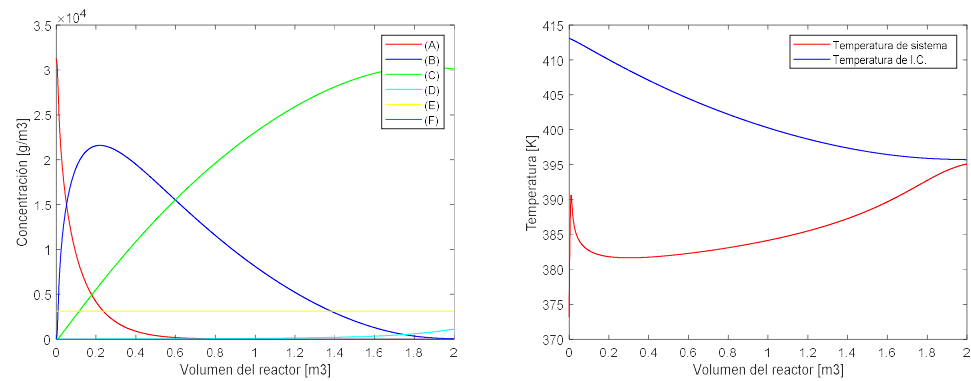 ×10⁴
3.5
3
2.5
2
1.5
1
0.5
0
Concentración [g/m3]
0 0.2 0.4 0.6 0.8 1 1.2 1.4 1.6 1.8 2
Volumen del reactor [m3]
(A)
(B)
(C)
(D)
(E)
(F)
415
410
405
400
395
390
385
380
375
370
Temperatura [K]
0 0.2 0.4 0.6 0.8 1 1.2 1.4 1.6 1.8 2
Volumen del reactor [m3]
Temperatura de sistema
Temperatura de I.C.